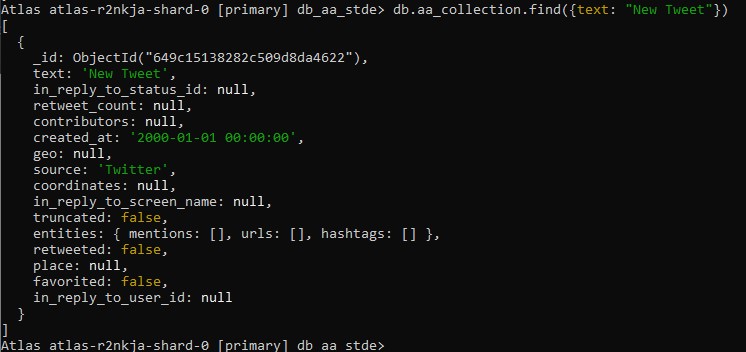 Atlas atlas-r2nkja-shard-0 [primary] db_aa_stde> db.aa_collection.find({text: "New Tweet"})
[
  {
    _id: ObjectId("649c15138282c509d8da4622"),
    text: 'New Tweet',
    in_reply_to_status_id: null,
    retweet_count: null,
    contributors: null,
    created_at: '2000-01-01 00:00:00',
    geo: null,
    source: 'Twitter',
    coordinates: null,
    in_reply_to_screen_name: null,
    truncated: false,
    entities: { mentions: [], urls: [], hashtags: [] },
    retweeted: false,
    place: null,
    favorited: false,
    in_reply_to_user_id: null
  }
]
Atlas atlas-r2nkja-shard-0 [primary] db_aa_stde>